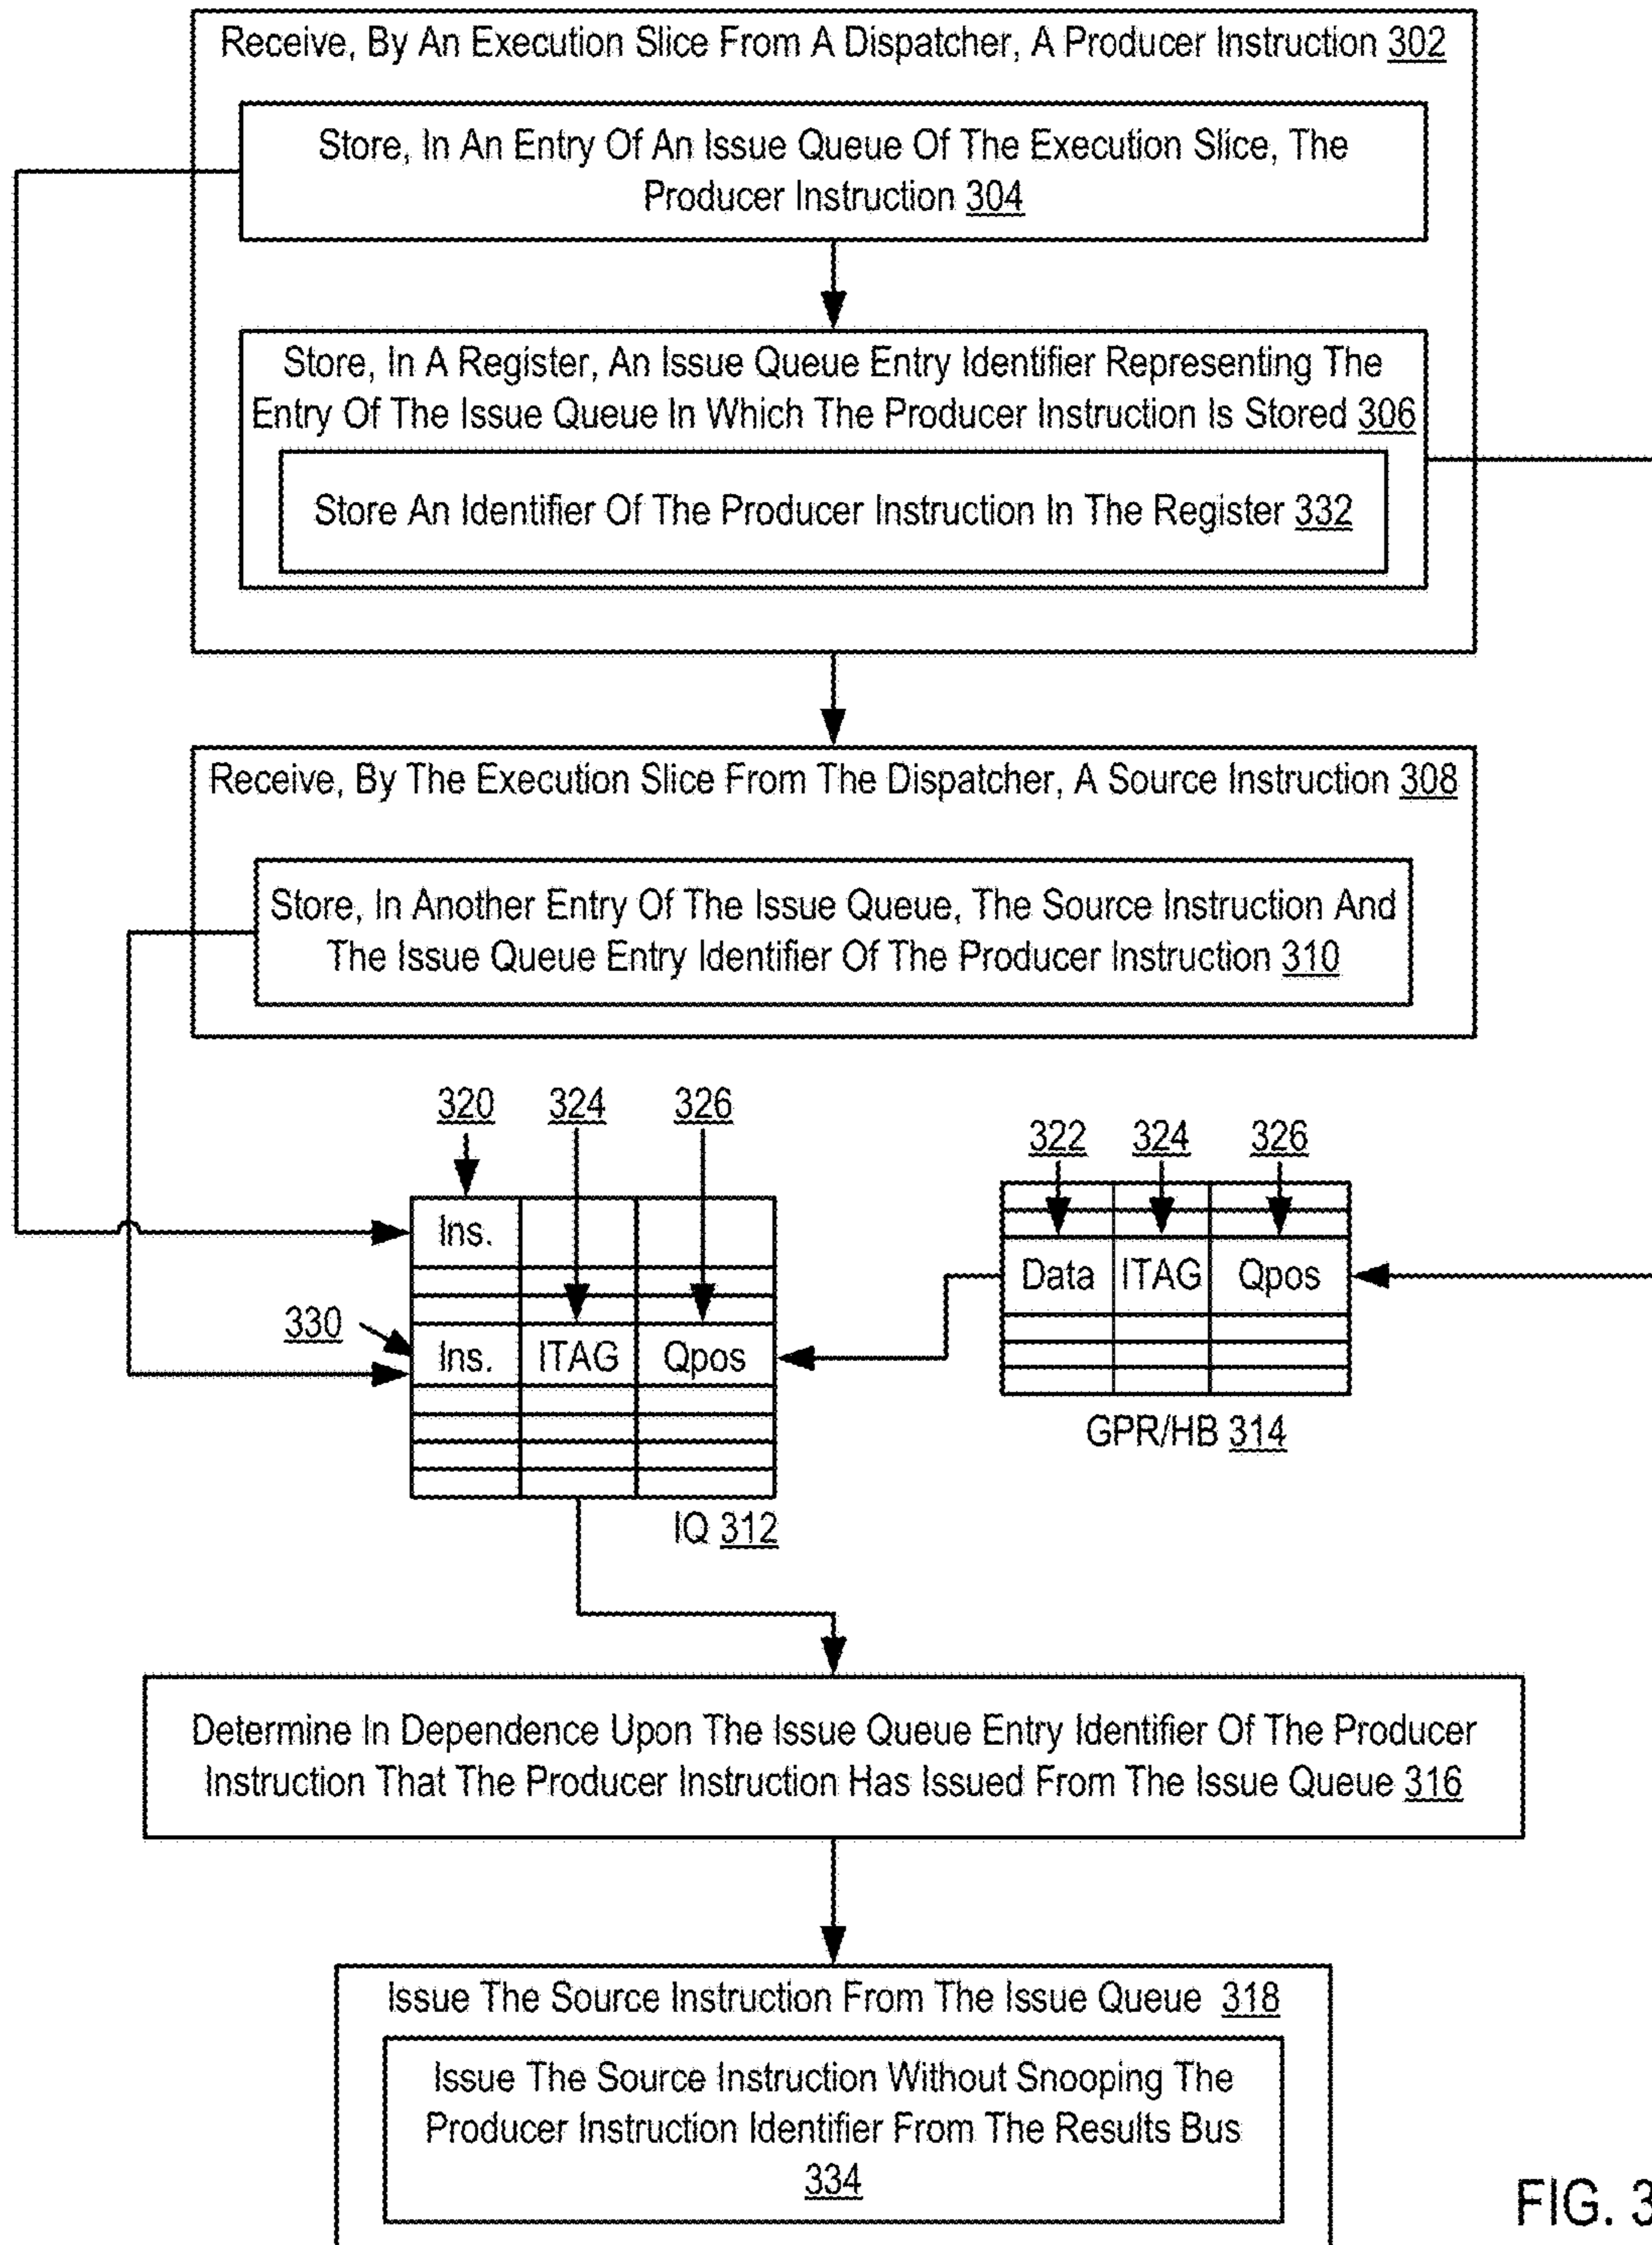 Receive, By An Execution Slice From A Dispatcher, A Producer Instruction 302
Store, In An Entry Of An Issue Queue Of The Execution Slice, The
Producer Instruction 304
Store, In A Register, An Issue Queue Entry Identifier Representing The
Entry Of The Issue Queue In Which The Producer Instruction Is Stored 306
Store An Identifier Of The Producer Instruction In The Register 332
Receive, By The Execution Slice From The Dispatcher, A Source Instruction 308
Store, In Another Entry Of The Issue Queue, The Source Instruction And
The Issue Queue Entry Identifier Of The Producer Instruction 310
320 324 326
322 324 326
Ins.
Data ITAG Qpos
330
Ins. ITAG Qpos
GPR/HB 314
IQ 312
Determine In Dependence Upon The Issue Queue Entry Identifier Of The Producer
Instruction That The Producer Instruction Has Issued From The Issue Queue 316
Issue The Source Instruction From The Issue Queue 318
Issue The Source Instruction Without Snooping The
Producer Instruction Identifier From The Results Bus
334
FIG. 3